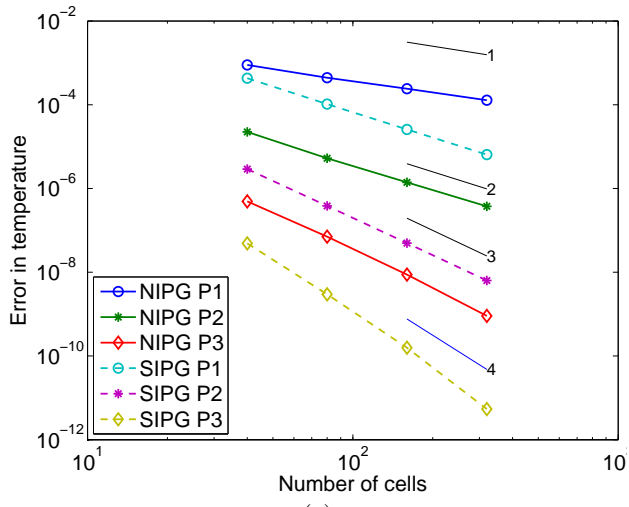 10^-2
10^-4
10^-6
10^-8
10^-10
10^-12
Error in temperature
1
2
3
4
NIPG P1
NIPG P2
NIPG P3
SIPG P1
SIPG P2
SIPG P3
10^1
10^2
10^3
Number of cells